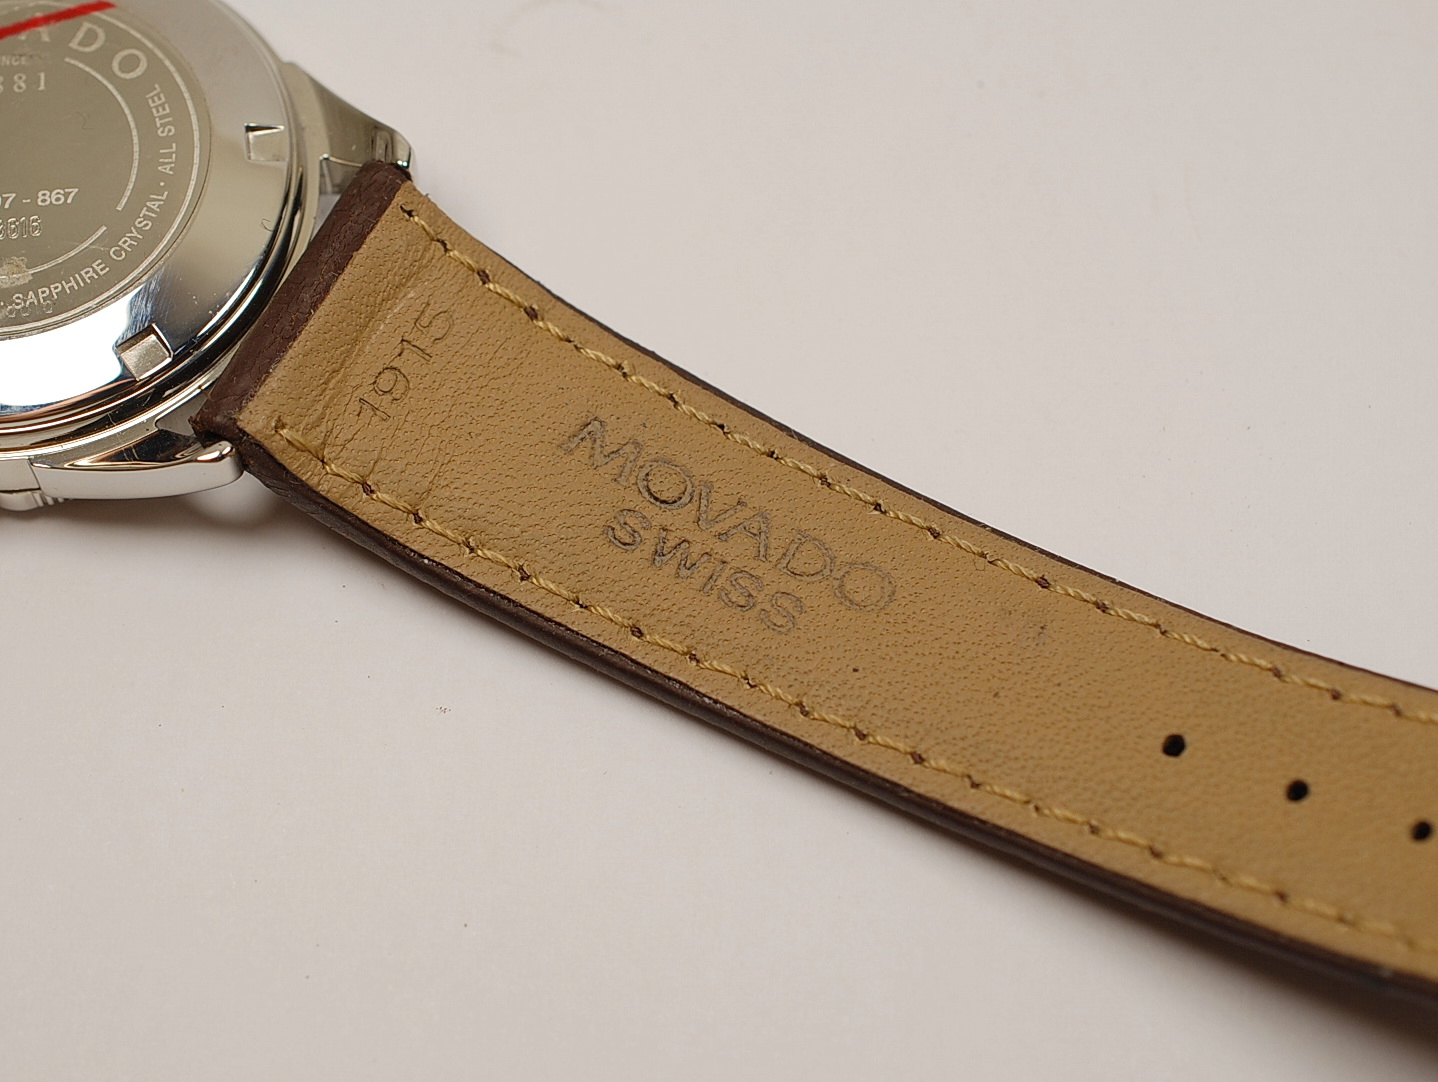 ADO
881
07 - 867
· SAPPHIRE CRYSTAL · ALL STEEL
1915
MOVADO
SWISS